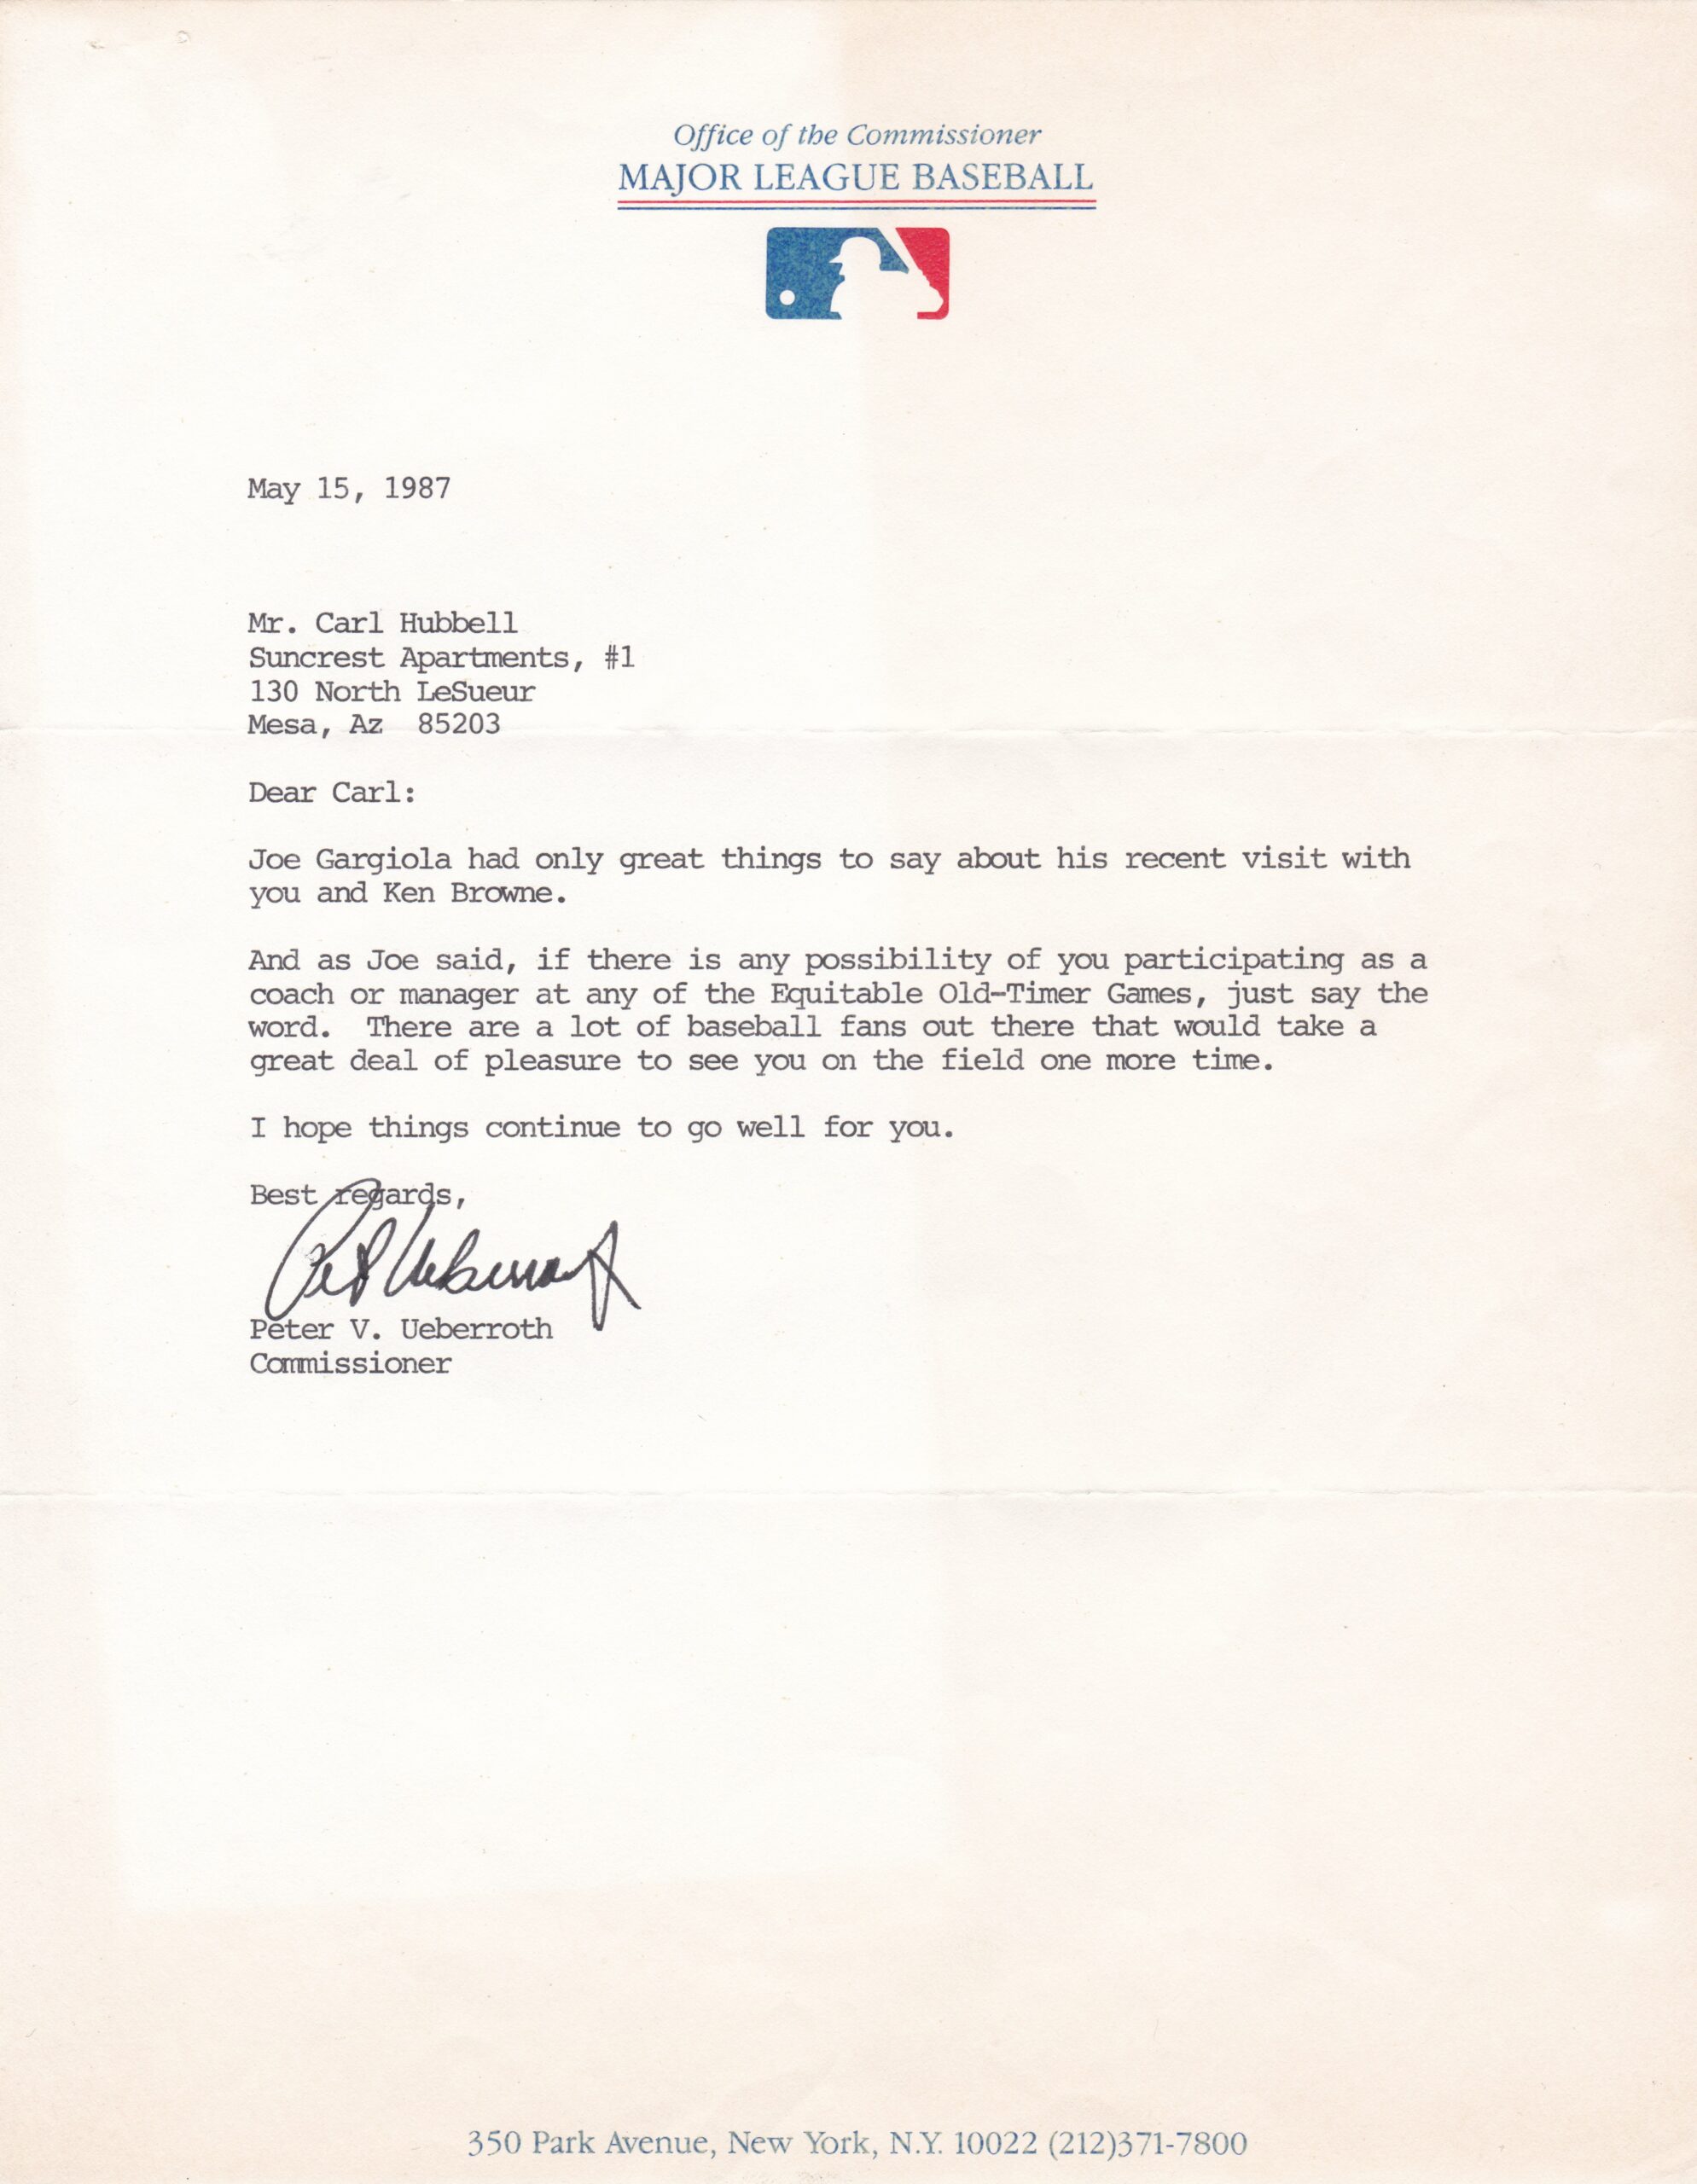 Office of the Commissioner
MAJOR LEAGUE BASEBALL
May 15, 1987
Mr. Carl Hubbell
Suncrest Apartments, #1
130 North LeSueur
Mesa, Az  85203
Dear Carl:
Joe Gargiola had only great things to say about his recent visit with
you and Ken Browne.
And as Joe said, if there is any possibility of you participating as a
coach or manager at any of the Equitable Old-Timer Games, just say the
word.  There are a lot of baseball fans out there that would take a
great deal of pleasure to see you on the field one more time.
I hope things continue to go well for you.
Best regards,
Peter Ueberroth
Peter V. Ueberroth
Commissioner
350 Park Avenue, New York, N.Y. 10022 (212)371-7800